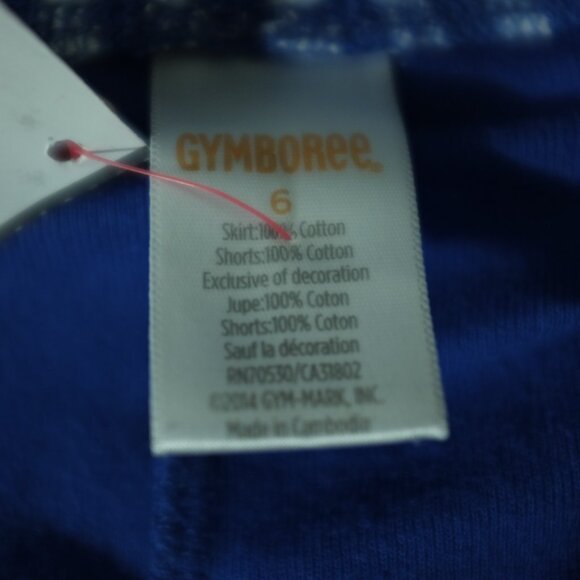 GYMBOREE
6
Skirt:100% Cotton
Shorts:100% Cotton
Exclusive of decoration
Jupe:100% Coton
Shorts:100% Coton
Sauf la décoration
RN70530/CA31802
©2014 GYM-MARK, INC.
Made in Cambodia